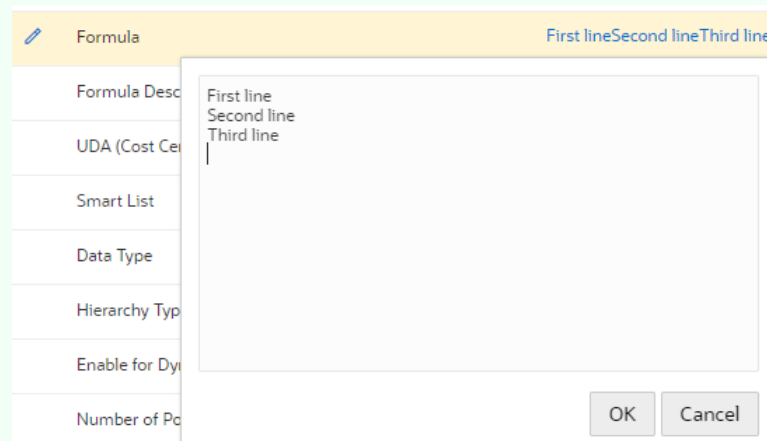 Formula
First lineSecond lineThird line
Formula Desc
First line
Second line
Third line
UDA (Cost Ce
Smart List
Data Type
Hierarchy Typ
Enable for Dy
Number of Po
OK
Cancel